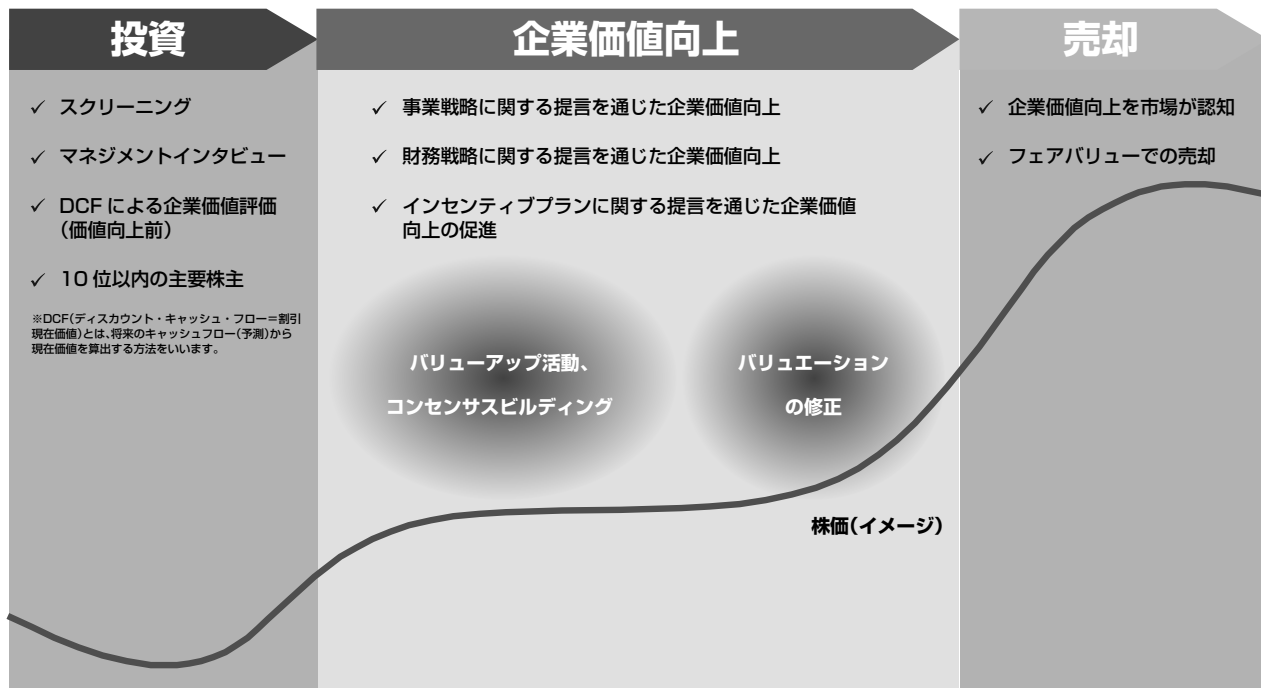 投資
✓ スクリーニング
✓ マネジメントインタビュー
✓ DCF による企業価値評価
(価値向上前)
✓ 10 位以内の主要株主
※DCF(ディスカウント・キャッシュ・フロー=割引
現在価値)とは、将来のキャッシュフロー(予測)から
現在価値を算出する方法をいいます。
企業価値向上
✓ 事業戦略に関する提言を通じた企業価値向上
✓ 財務戦略に関する提言を通じた企業価値向上
✓ インセンティブプランに関する提言を通じた企業価値
向上の促進
バリューアップ活動、
コンセンサスビルディング
バリュエーション
の修正
株価(イメージ)
売却
✓ 企業価値向上を市場が認知
✓ フェアバリューでの売却